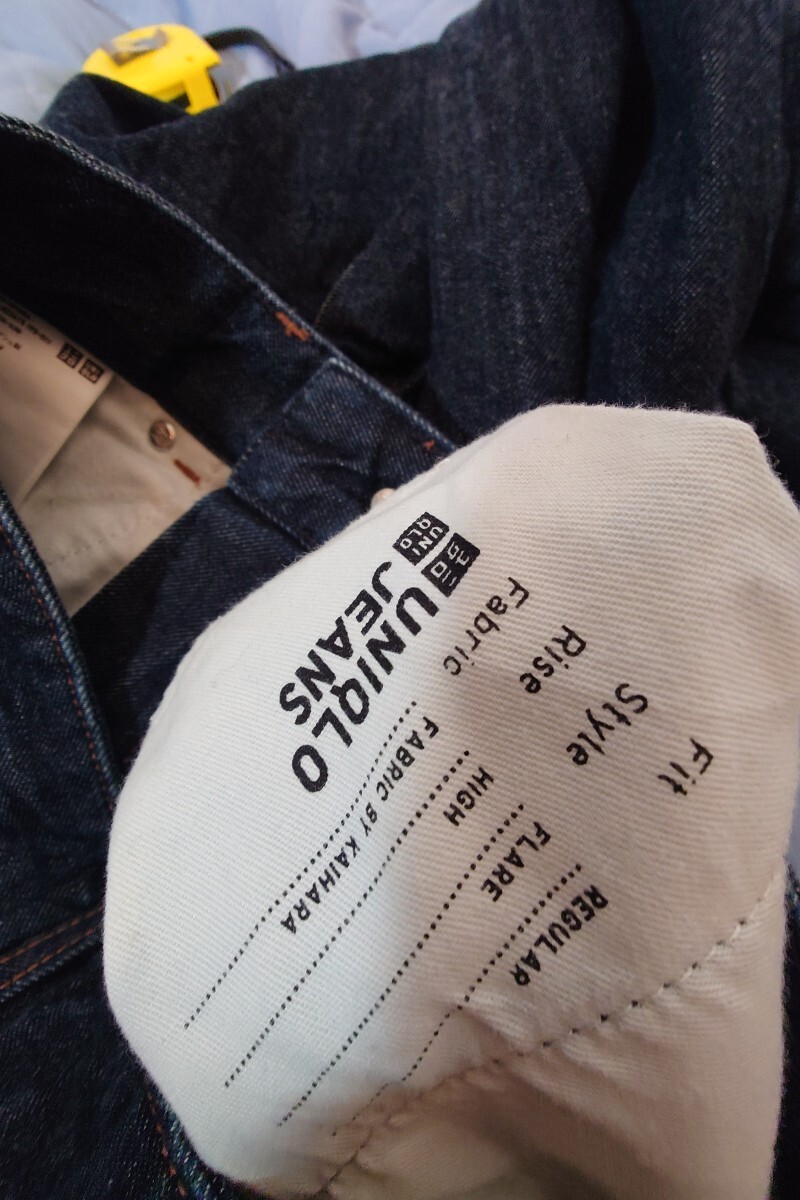 UNI
QLO
ユニ
クロ
UNIQLO
JEANS
Fabric FABRIC BY KAIHARA
Rise HIGH
Style FLARE
Fit REGULAR